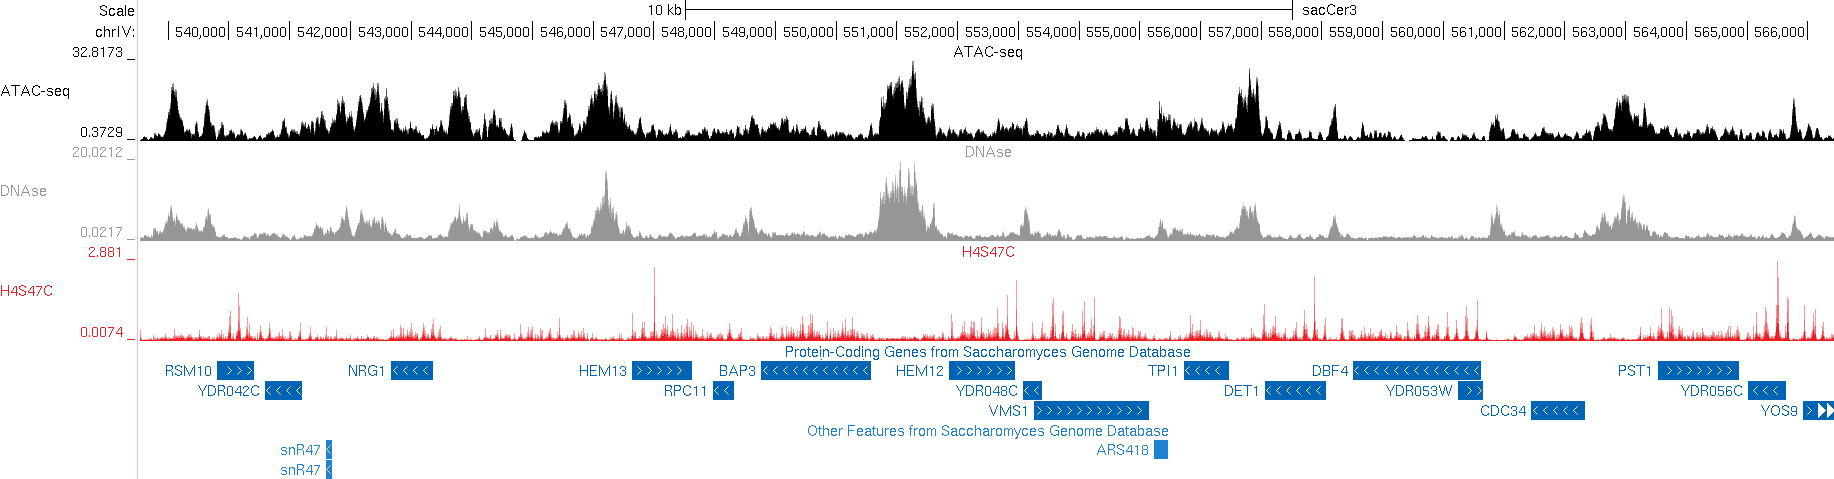 Scale 10 kb sacCer3
chrIV: 540,000 541,000 542,000 543,000 544,000 545,000 546,000 547,000 548,000 549,000 550,000 551,000 552,000 553,000 554,000 555,000 556,000 557,000 558,000 559,000 560,000 561,000 562,000 563,000 564,000 565,000 566,000
32.8173 ATAC-seq
ATAC-seq
0.3729
20.0212 DNAse
DNAse
0.0217
2.881 H4S47C
H4S47C
0.0074
Protein-Coding Genes from Saccharomyces Genome Database
RSM10 NRG1 HEM13 BAP3 HEM12 TPI1 DBF4 PST1
YDR042C RPC11 YDR048C DET1 YDR053W YDR056C
VMS1 CDC34 YOS9
Other Features from Saccharomyces Genome Database
snR47 ARS418
snR47